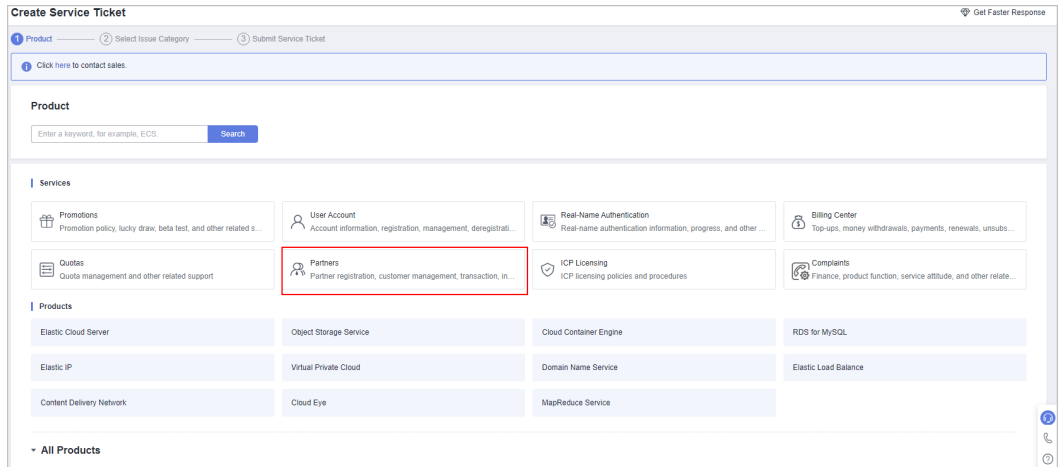 Create Service Ticket
Get Faster Response
1 Product
2 Select Issue Category
3 Submit Service Ticket
Click here to contact sales.
Product
Enter a keyword, for example, ECS.
Search
Services
Promotions
Promotion policy, lucky draw, beta test, and other related s...
User Account
Account information, registration, management, deregistrati...
Real-Name Authentication
Real-name authentication information, progress, and other ...
Billing Center
Top-ups, money withdrawals, payments, renewals, unsubs...
Quotas
Quota management and other related support
Partners
Partner registration, customer management, transaction, in...
ICP Licensing
ICP licensing policies and procedures
Complaints
Finance, product function, service attitude, and other relate...
Products
Elastic Cloud Server
Object Storage Service
Cloud Container Engine
RDS for MySQL
Elastic IP
Virtual Private Cloud
Domain Name Service
Elastic Load Balance
Content Delivery Network
Cloud Eye
MapReduce Service
All Products